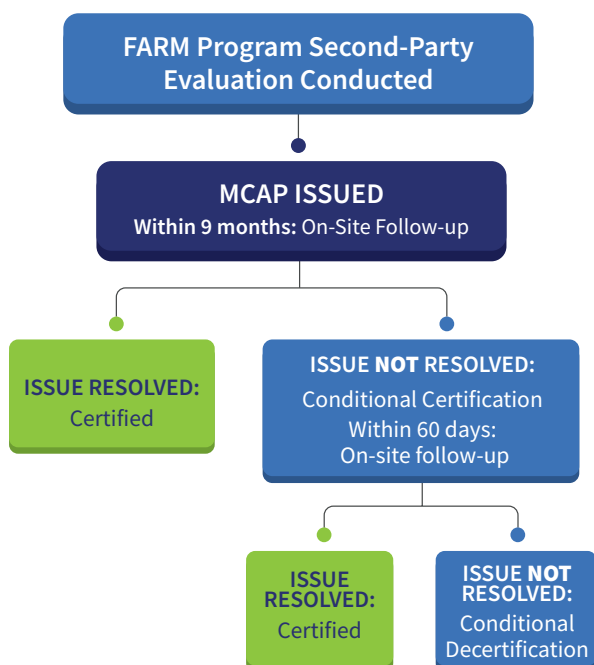 FARM Program Second-Party
Evaluation Conducted
MCAP ISSUED
Within 9 months: On-Site Follow-up
ISSUE RESOLVED:
Certified
ISSUE NOT RESOLVED:
Conditional Certification
Within 60 days:
On-site follow-up
ISSUE
RESOLVED:
Certified
ISSUE NOT
RESOLVED:
Conditional
Decertification